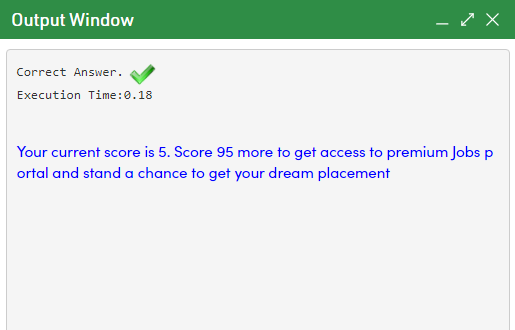 Output Window
Correct Answer.
Execution Time:0.18
Your current score is 5. Score 95 more to get access to premium Jobs p
ortal and stand a chance to get your dream placement